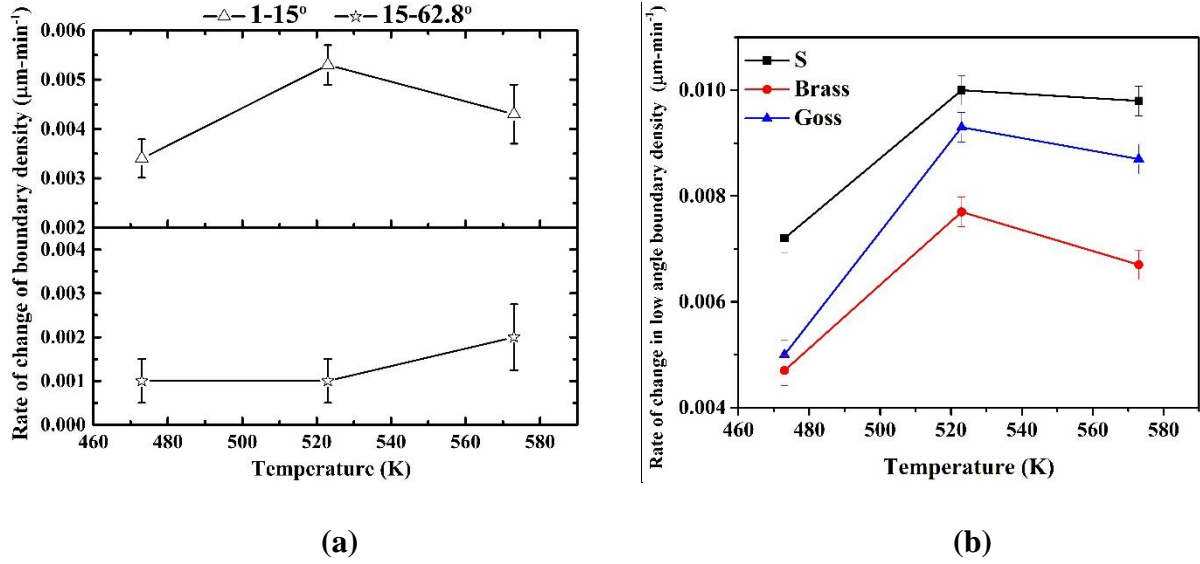 1-15° 15-62.8°
Rate of change of boundary density (μm-min⁻¹)
0.006
0.005
0.004
0.003
0.002
0.004
0.003
0.002
0.001
0.000
460 480 500 520 540 560 580
Temperature (K)
(a)
Rate of change in low angle boundary density (μm-min⁻¹)
S
Brass
Goss
0.010
0.008
0.006
0.004
460 480 500 520 540 560 580
Temperature (K)
(b)